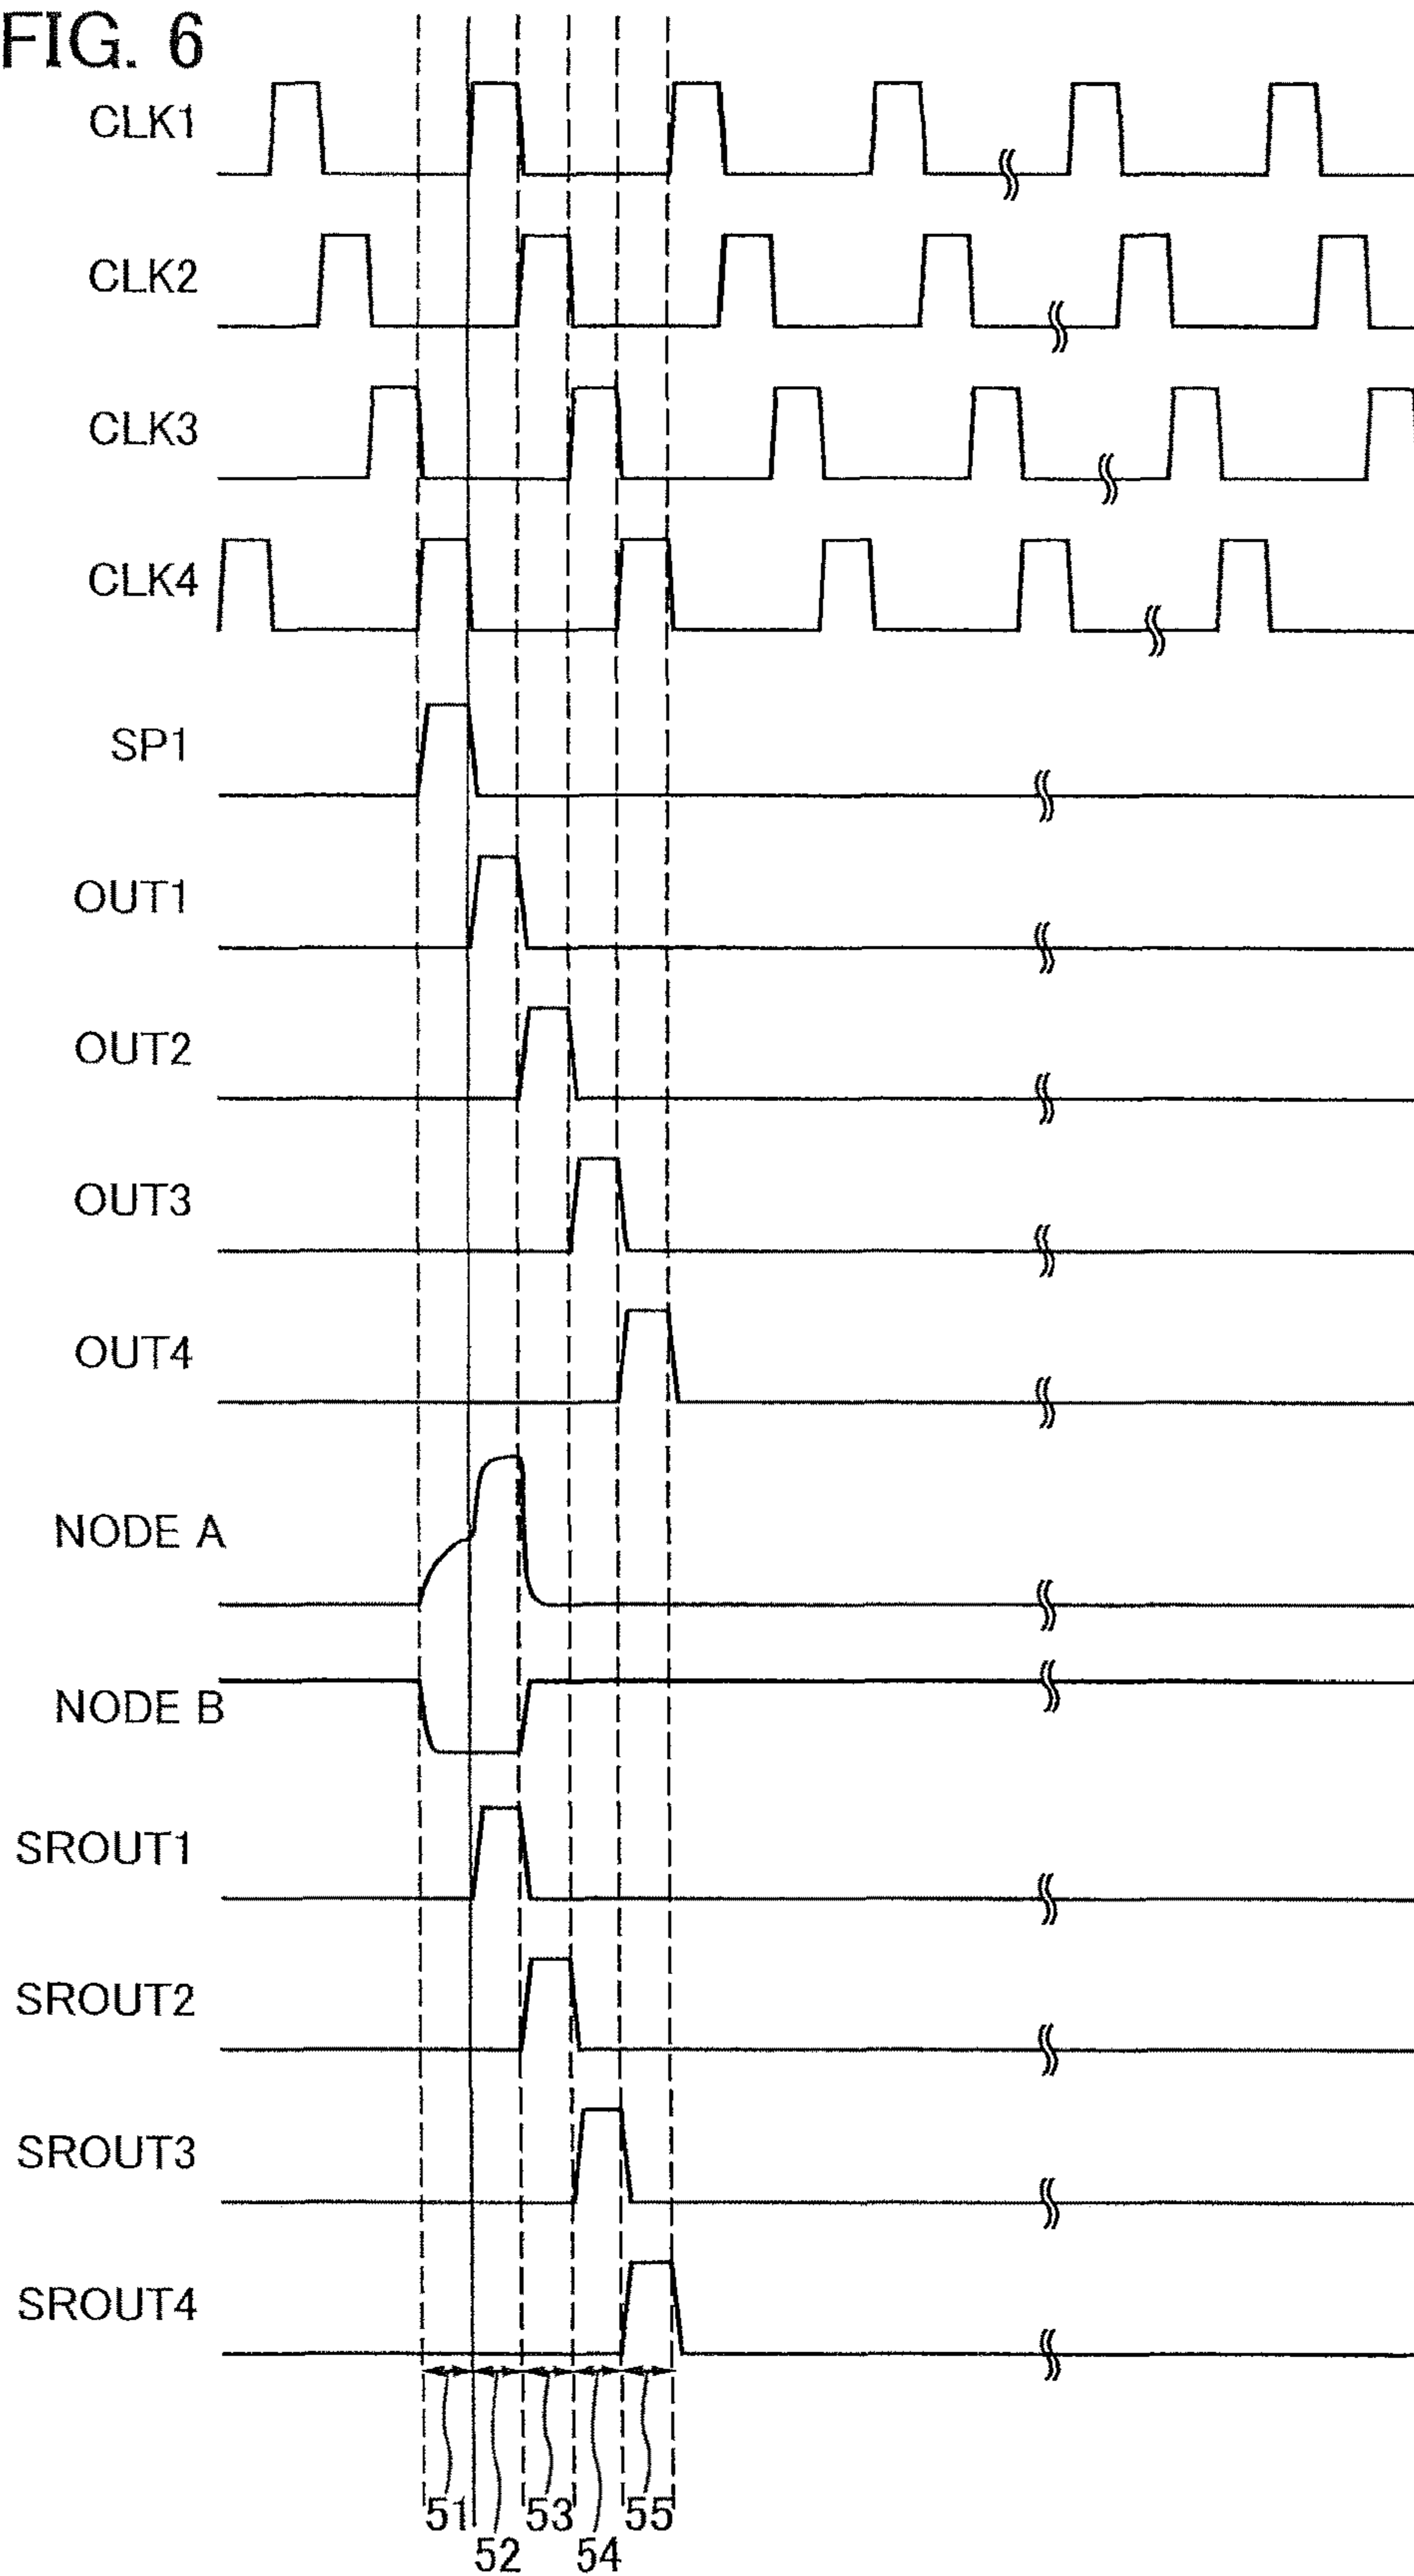 FIG. 6
CLK1
CLK2
CLK3
CLK4
SP1
OUT1
OUT2
OUT3
OUT4
NODE A
NODE B
SROUT1
SROUT2
SROUT3
SROUT4
51
52
53
54
55